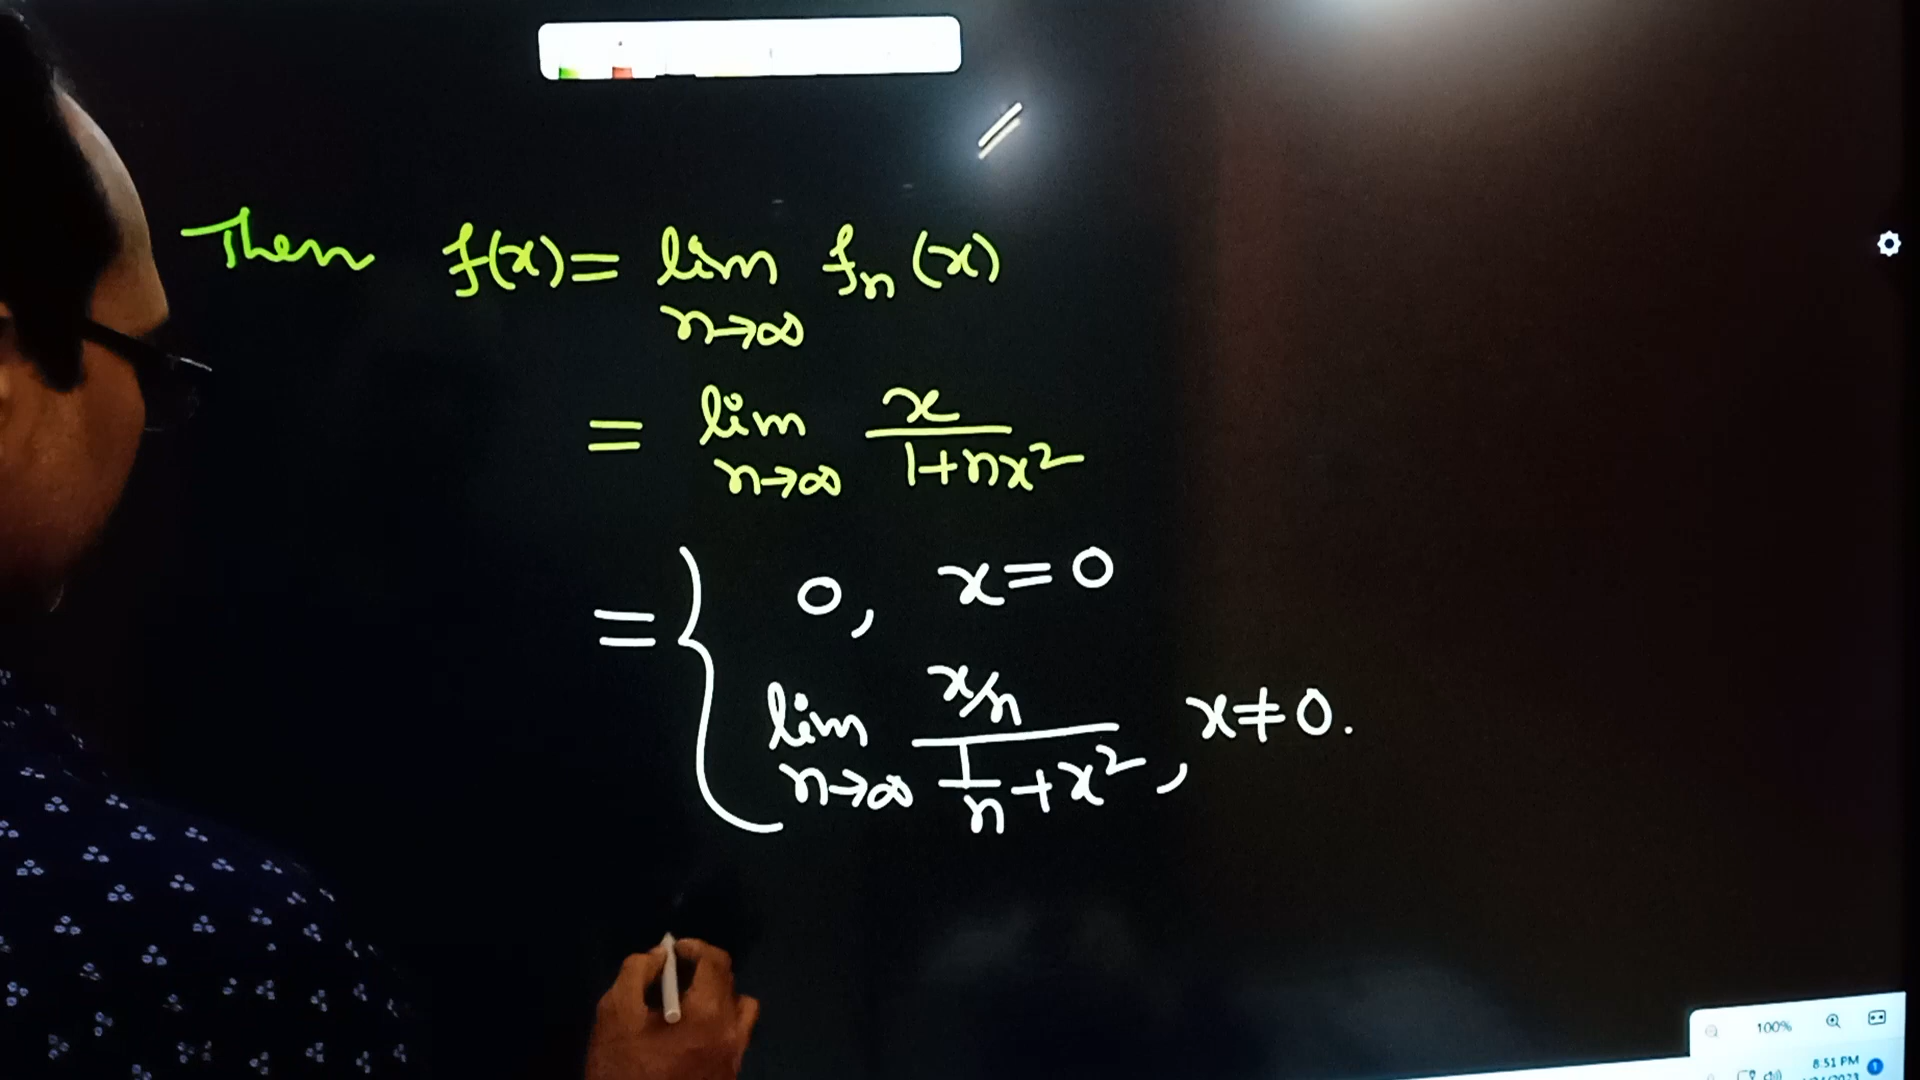 Then f(x) = lim n→∞ fn(x)
= lim n→∞ x / 1+nx²
= { 0, x=0
lim n→∞ x/n / 1/n + x², x≠0.
100%
8:51 PM